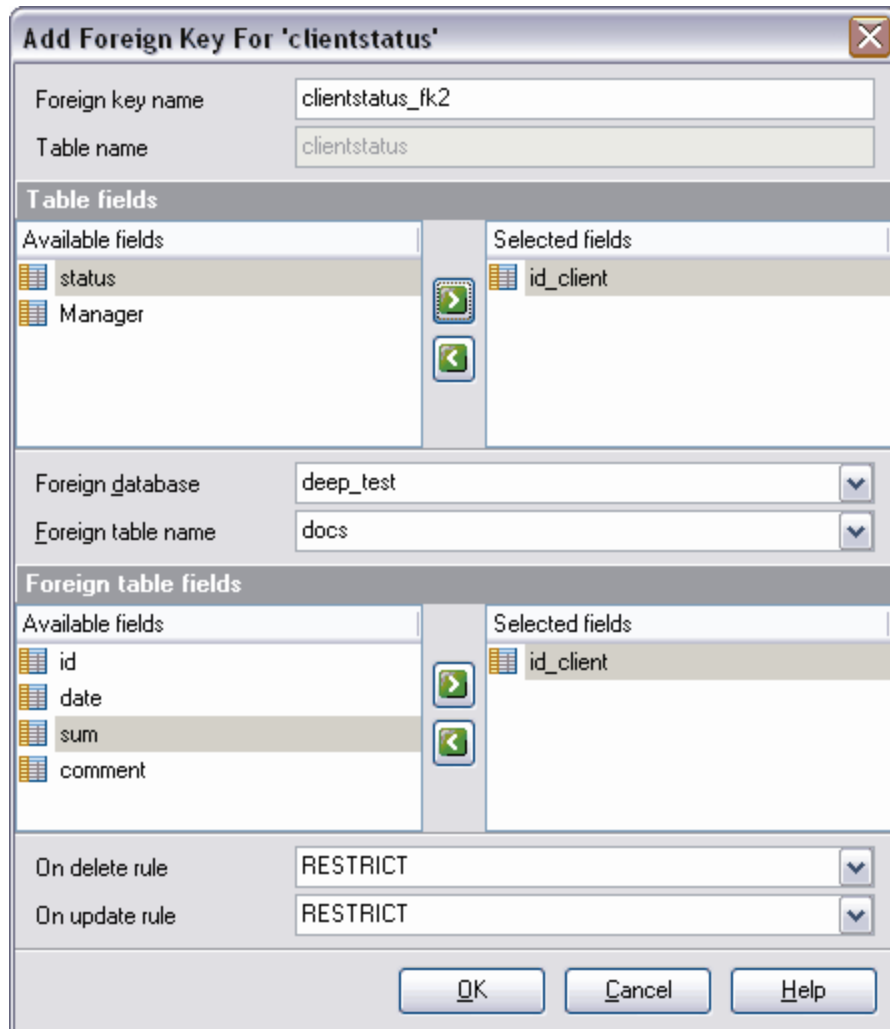 Add Foreign Key For 'clientstatus'
Foreign key name clientstatus_fk2
Table name clientstatus
Table fields
Available fields Selected fields
status id_client
Manager
Foreign database deep_test
Foreign table name docs
Foreign table fields
Available fields Selected fields
id id_client
date
sum
comment
On delete rule RESTRICT
On update rule RESTRICT
OK Cancel Help